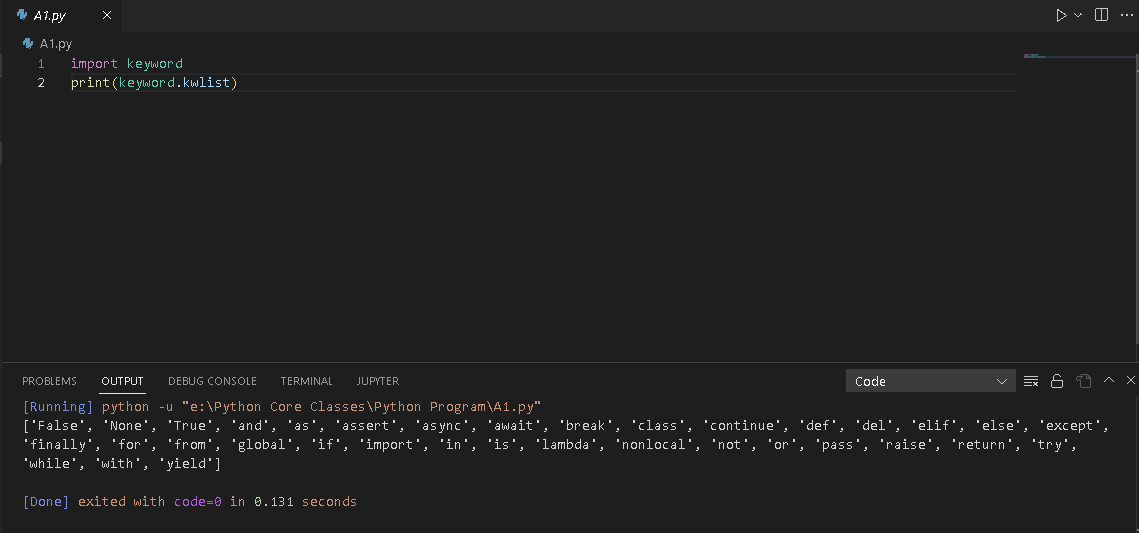 A1.py
A1.py
1 import keyword
2 print(keyword.kwlist)
PROBLEMS OUTPUT DEBUG CONSOLE TERMINAL JUPYTER Code
[Running] python -u "e:\Python Core Classes\Python Program\A1.py"
['False', 'None', 'True', 'and', 'as', 'assert', 'async', 'await', 'break', 'class', 'continue', 'def', 'del', 'elif', 'else', 'except',
'finally', 'for', 'from', 'global', 'if', 'import', 'in', 'is', 'lambda', 'nonlocal', 'not', 'or', 'pass', 'raise', 'return', 'try',
'while', 'with', 'yield']
[Done] exited with code=0 in 0.131 seconds